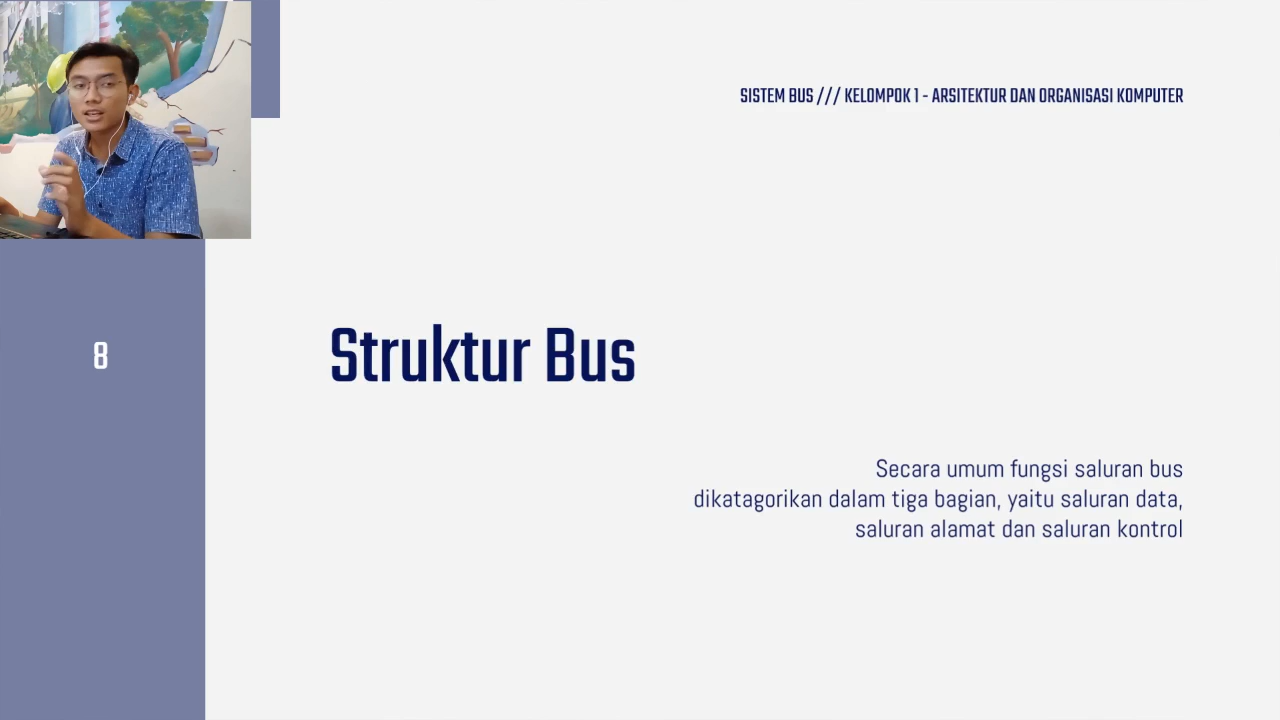 SISTEM BUS /// KELOMPOK 1 - ARSITEKTUR DAN ORGANISASI KOMPUTER
8
Struktur Bus
Secara umum fungsi saluran bus
dikatagorikan dalam tiga bagian, yaitu saluran data,
saluran alamat dan saluran kontrol